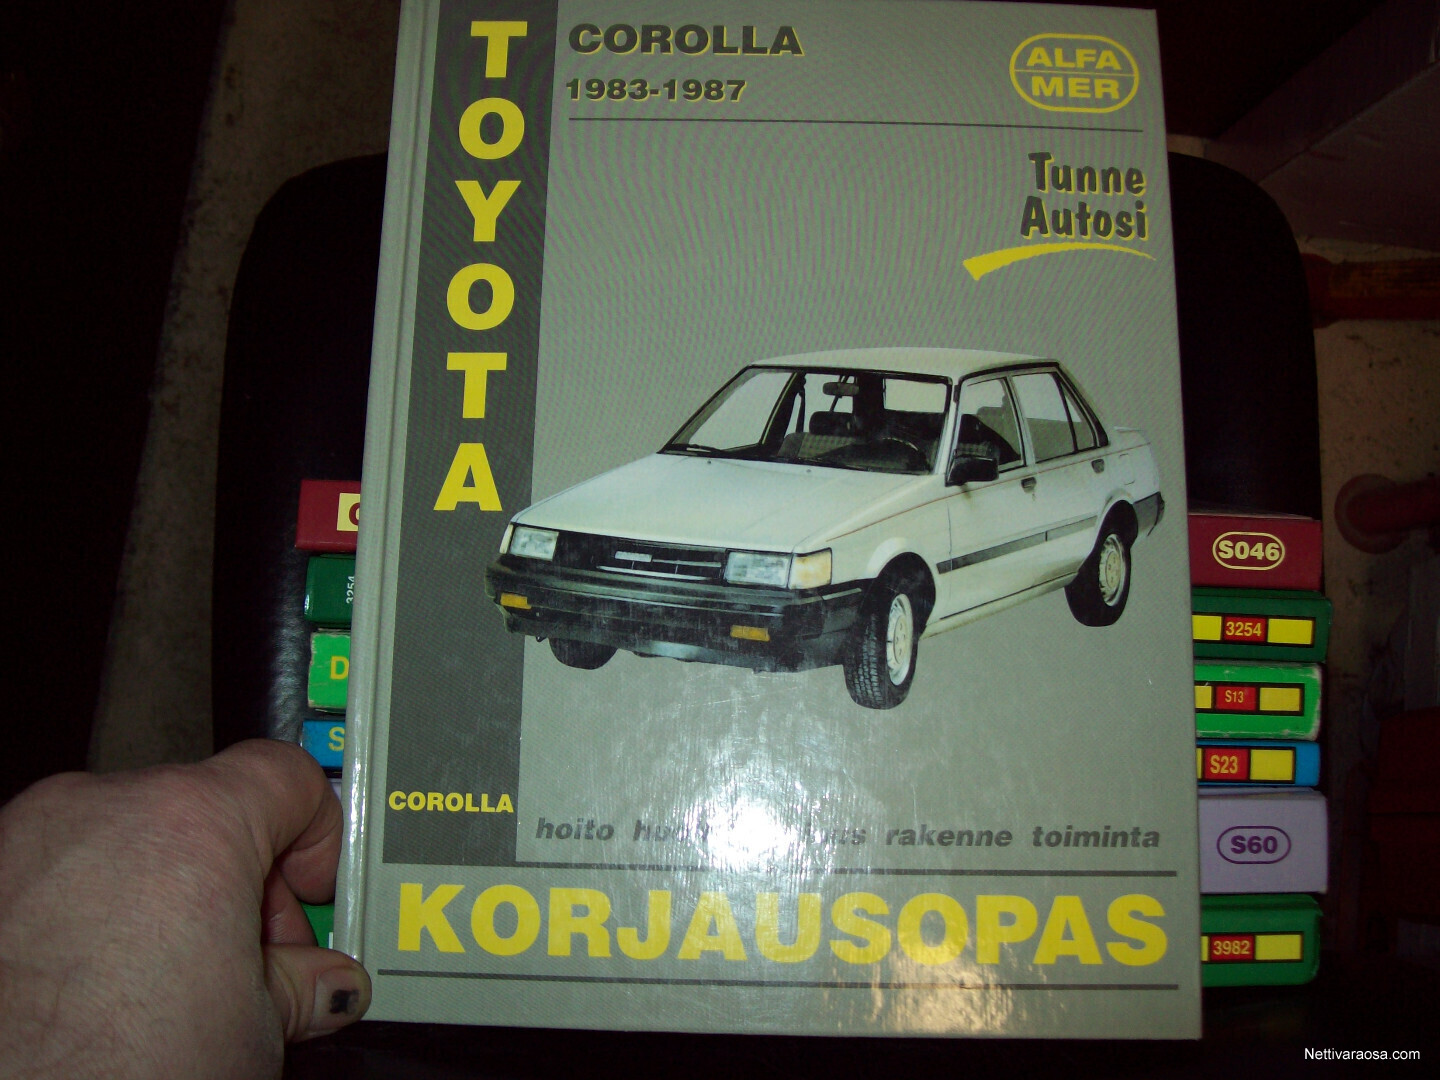 TOYOTA
COROLLA
1983-1987
ALFA
MER
Tunne
Autosi
COROLLA
hoito rakenne toiminta
KORJAUSOPAS
3254
D
S
S046
3254
S13
S23
S60
3982
Nettivaraosa.com